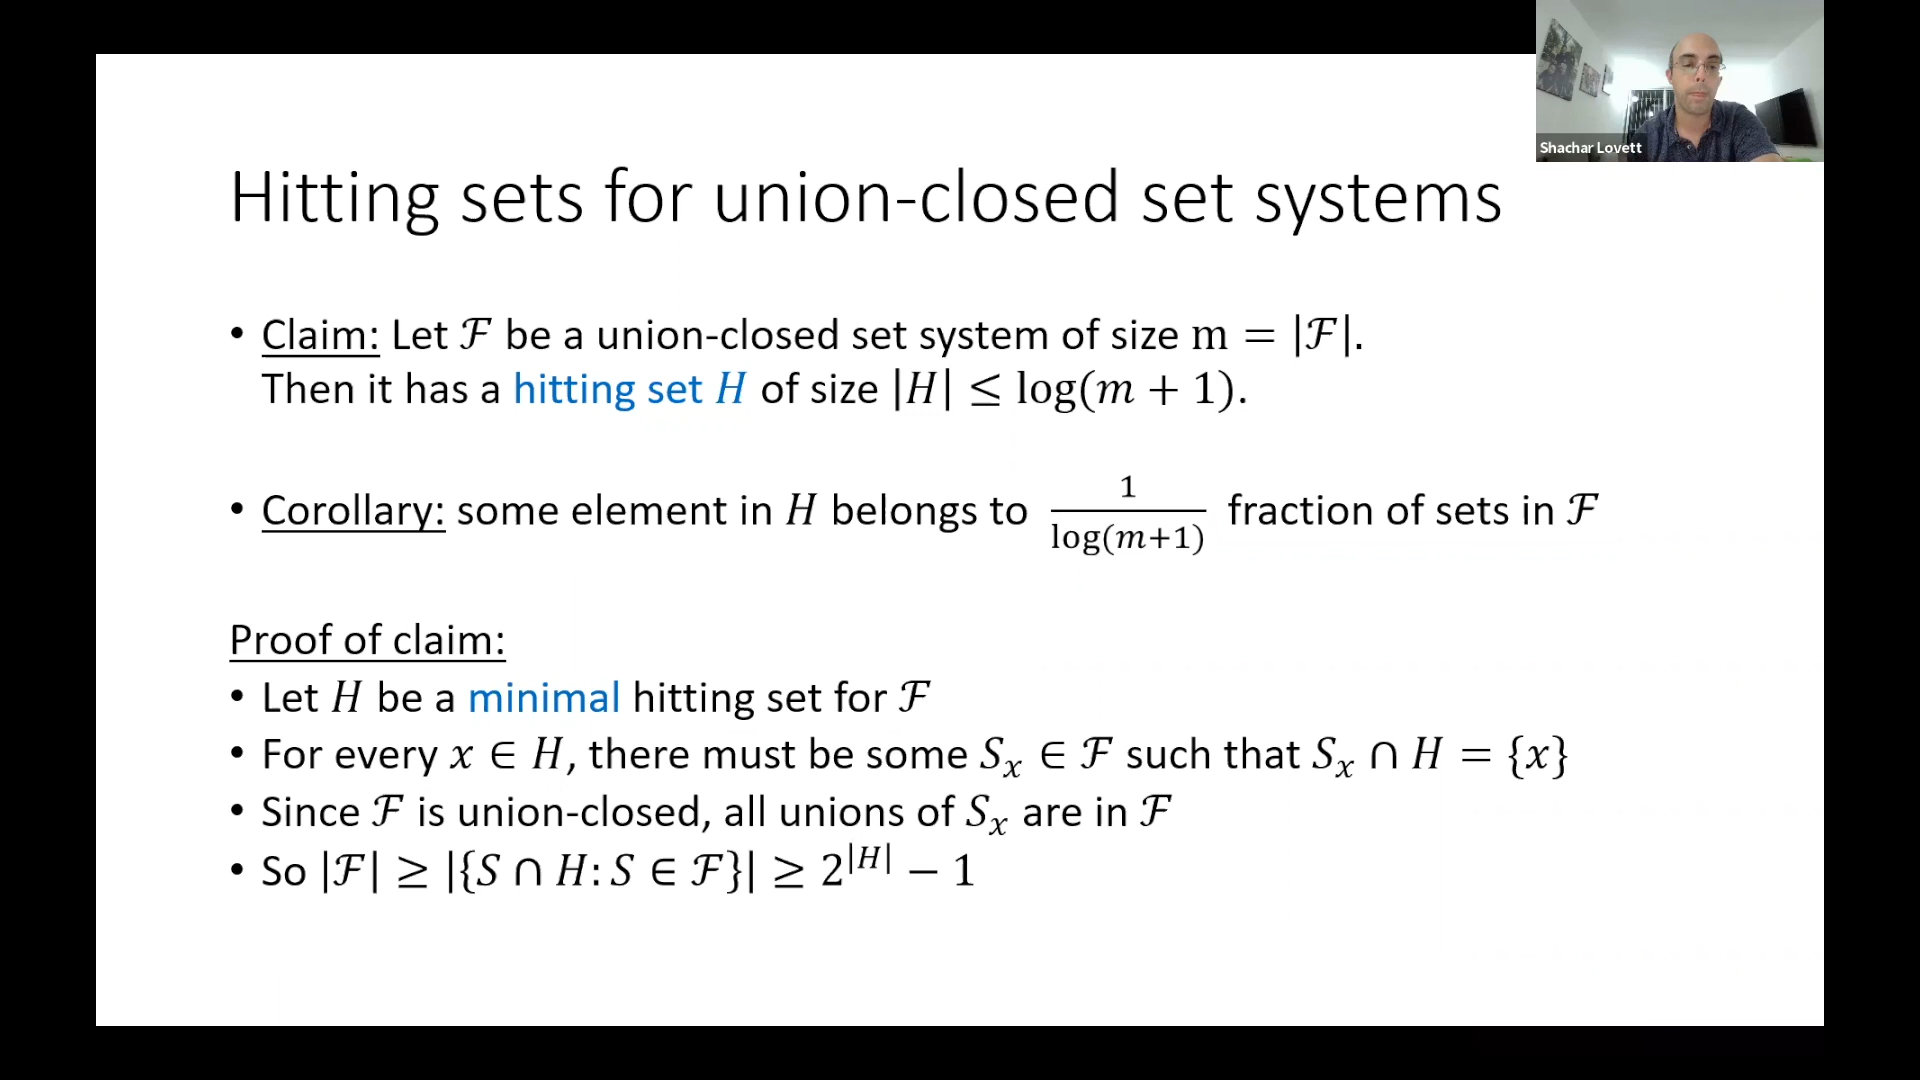 Shachar Lovett
Hitting sets for union-closed set systems
• Claim: Let ℱ be a union-closed set system of size m = |ℱ|.
Then it has a hitting set H of size |H| ≤ log(m + 1).
• Corollary: some element in H belongs to 1/log(m+1) fraction of sets in ℱ
Proof of claim:
• Let H be a minimal hitting set for ℱ
• For every x ∈ H, there must be some Sₓ ∈ ℱ such that Sₓ ∩ H = {x}
• Since ℱ is union-closed, all unions of Sₓ are in ℱ
• So |ℱ| ≥ |{S ∩ H: S ∈ ℱ}| ≥ 2^|H| − 1